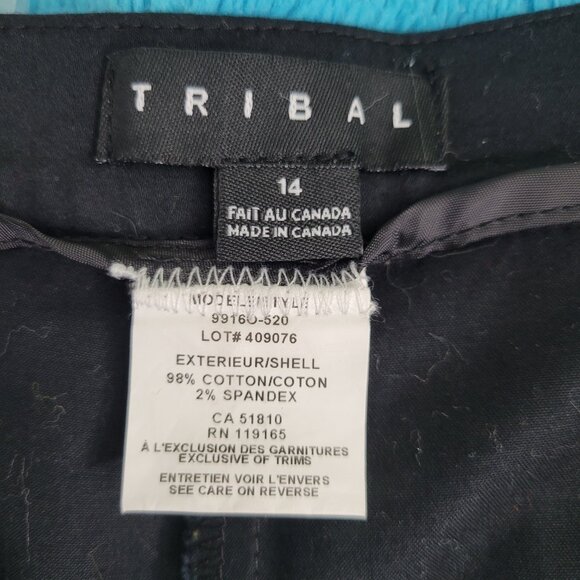 TRIBAL
14
FAIT AU CANADA
MADE IN CANADA
99160-520
LOT# 409076
EXTERIEUR/SHELL
98% COTTON/COTON
2% SPANDEX
CA 51810
RN 119165
À L'EXCLUSION DES GARNITURES
EXCLUSIVE OF TRIMS
ENTRETIEN VOIR L'ENVERS
SEE CARE ON REVERSE